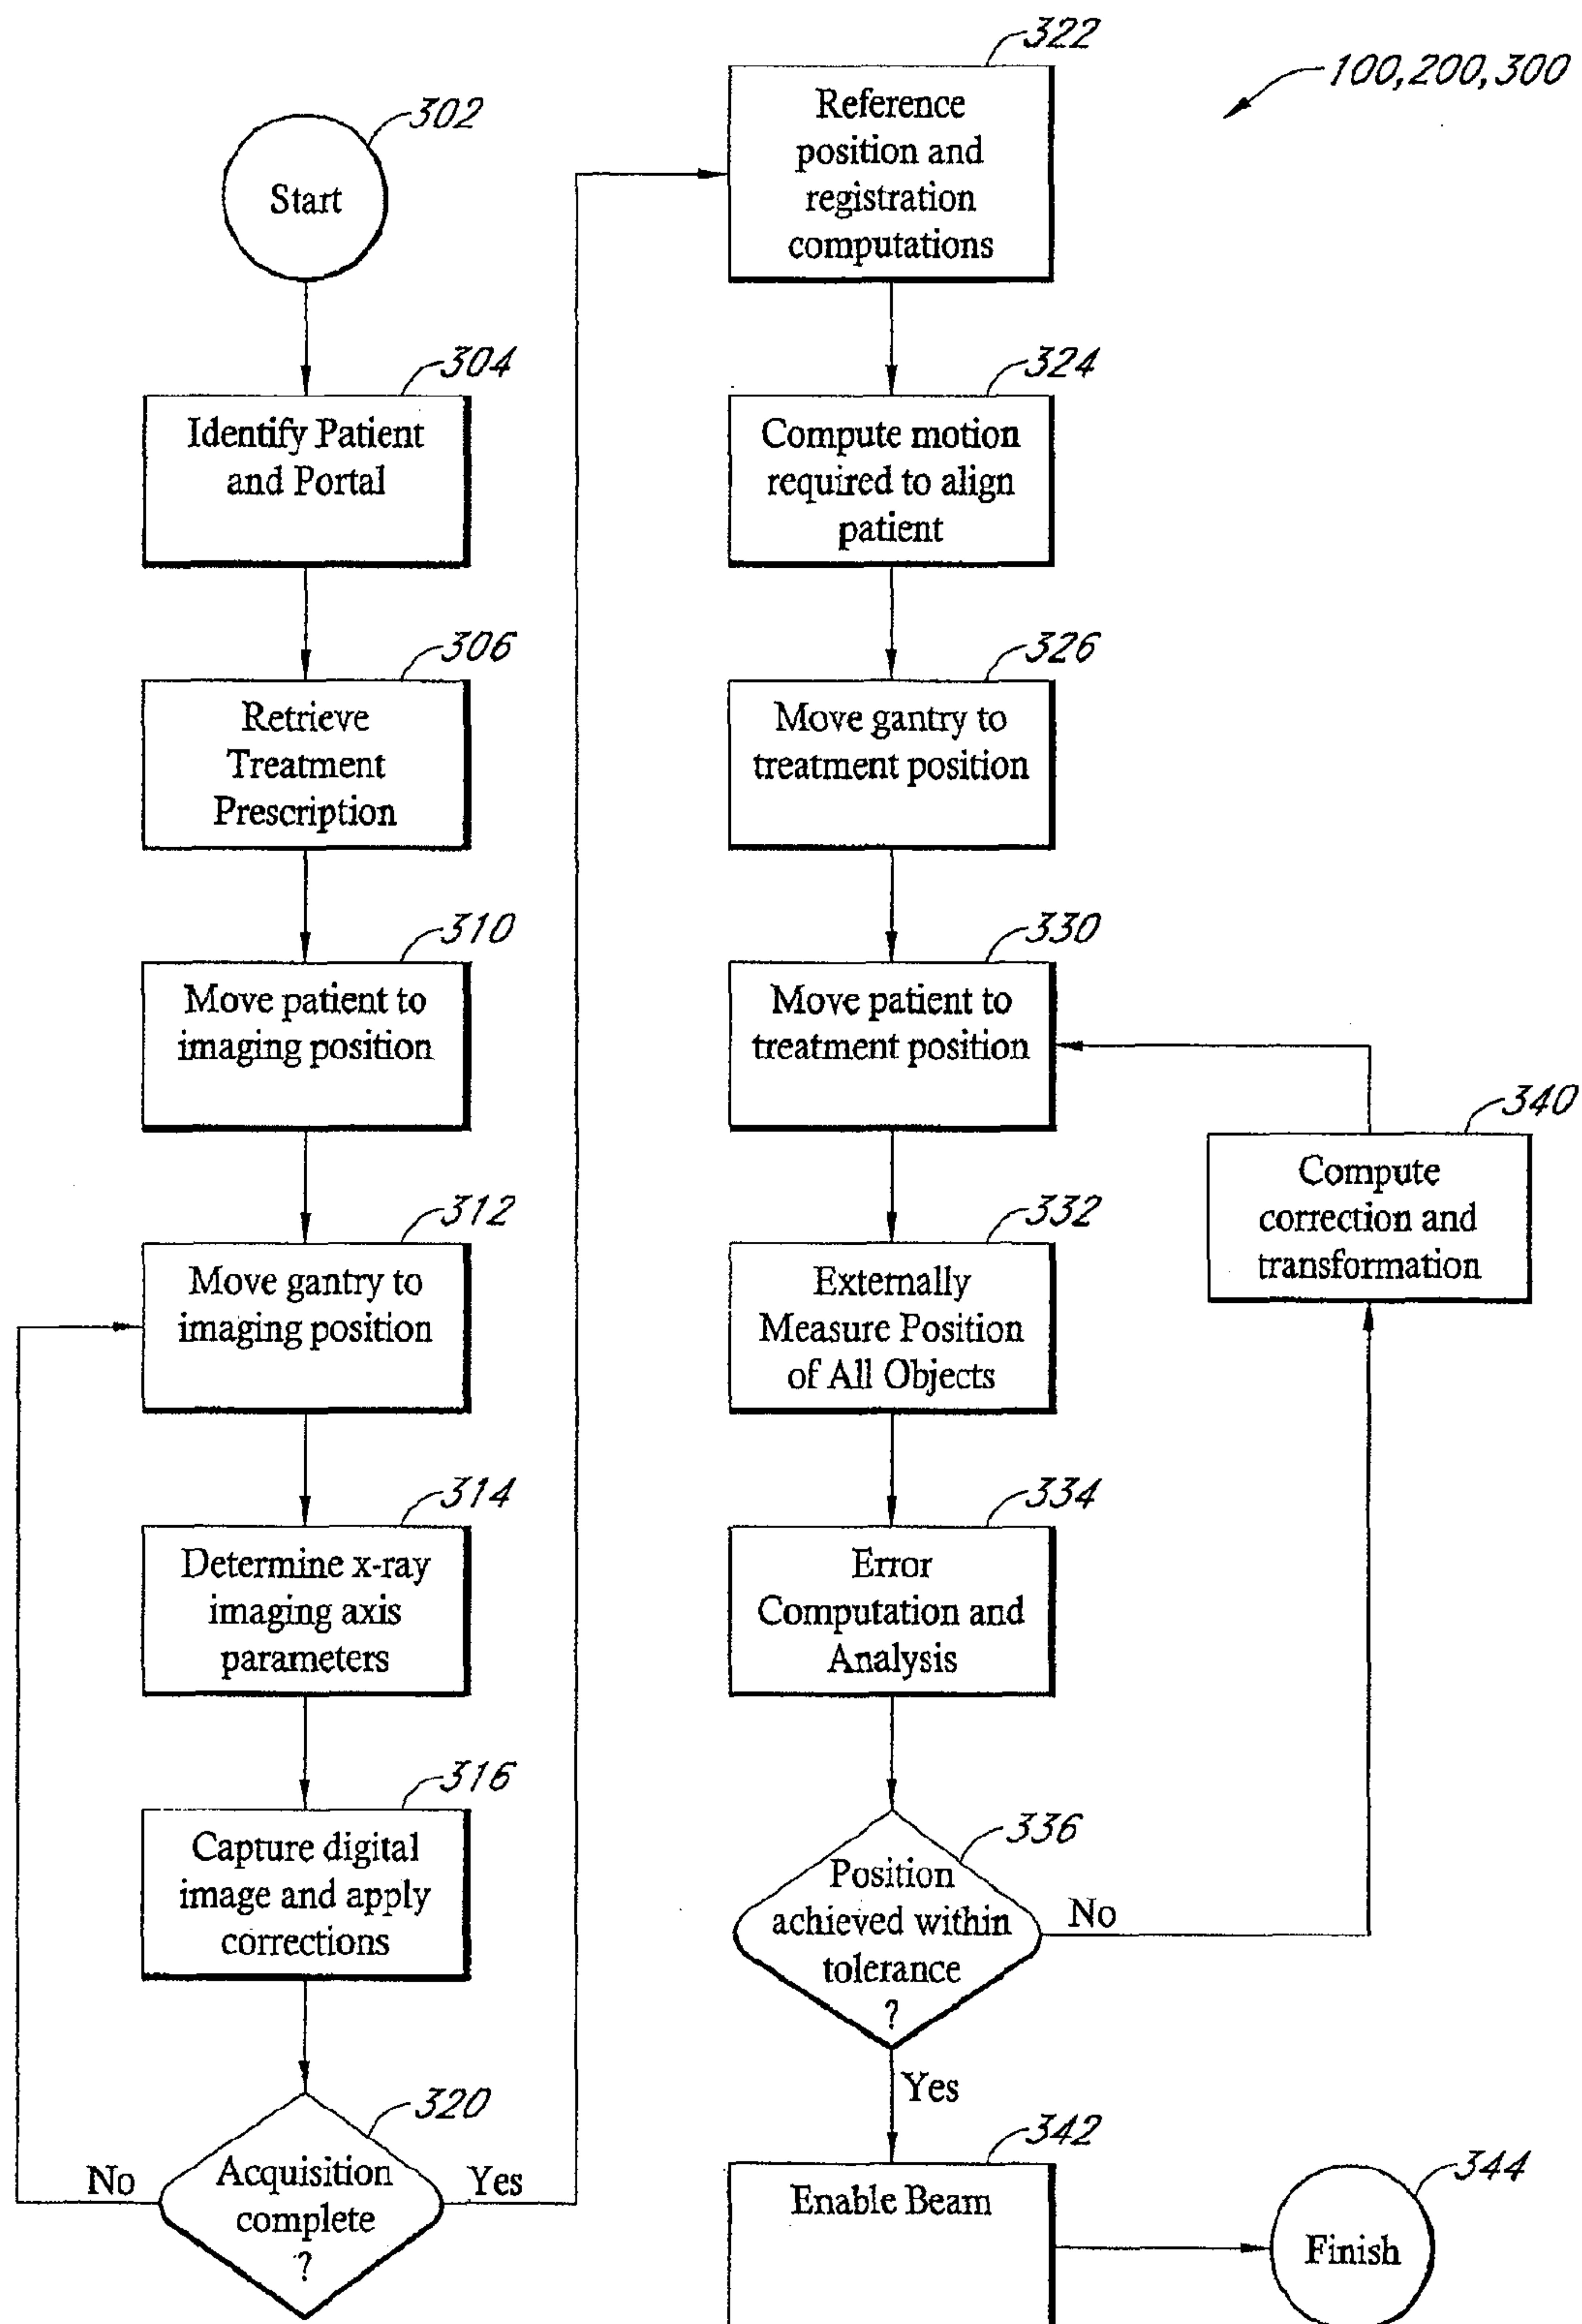 302
Start
304
Identify Patient
and Portal
306
Retrieve
Treatment
Prescription
310
Move patient to
imaging position
312
Move gantry to
imaging position
314
Determine x-ray
imaging axis
parameters
316
Capture digital
image and apply
corrections
320
Acquisition
complete
?
No
Yes
322
Reference
position and
registration
computations
324
Compute motion
required to align
patient
326
Move gantry to
treatment position
330
Move patient to
treatment position
332
Externally
Measure Position
of All Objects
334
Error
Computation and
Analysis
336
Position
achieved within
tolerance
?
No
Yes
340
Compute
correction and
transformation
342
Enable Beam
344
Finish
100,200,300